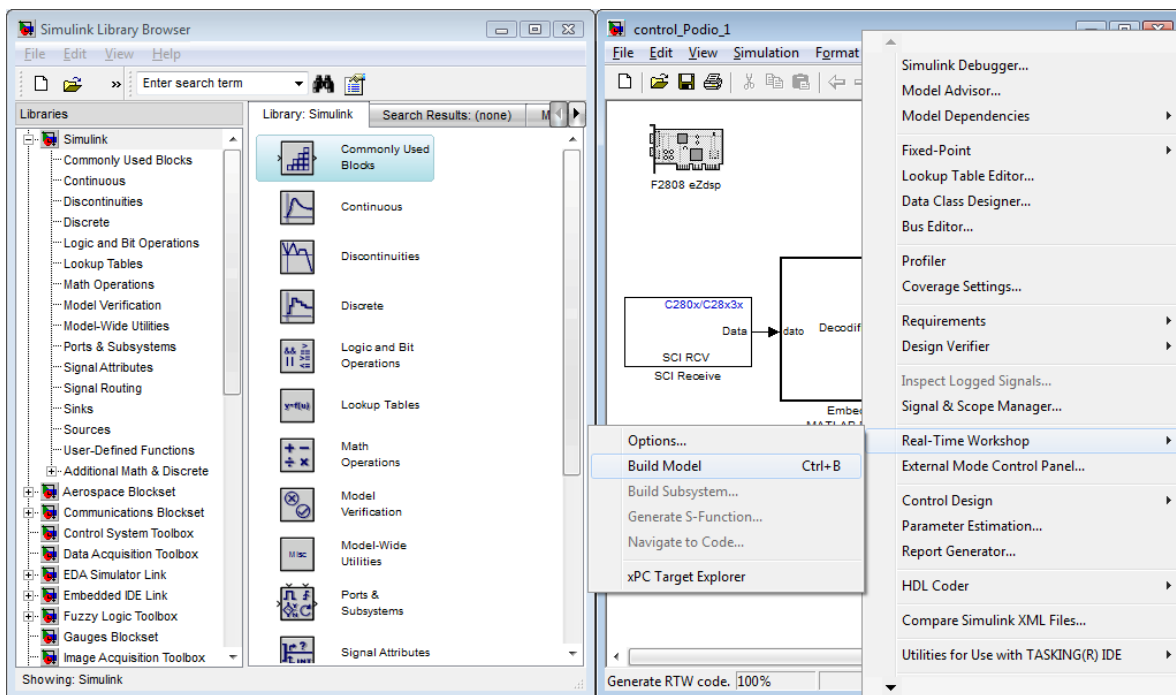 Simulink Library Browser
File Edit View Help
» Enter search term
Libraries
Simulink
Commonly Used Blocks
Continuous
Discontinuities
Discrete
Logic and Bit Operations
Lookup Tables
Math Operations
Model Verification
Model-Wide Utilities
Ports & Subsystems
Signal Attributes
Signal Routing
Sinks
Sources
User-Defined Functions
Additional Math & Discrete
Aerospace Blockset
Communications Blockset
Control System Toolbox
Data Acquisition Toolbox
EDA Simulator Link
Embedded IDE Link
Fuzzy Logic Toolbox
Gauges Blockset
Image Acquisition Toolbox
Showing: Simulink
Library: Simulink Search Results: (none) M
Commonly Used
Blocks
Continuous
Discontinuities
Discrete
Logic and Bit
Operations
y=f(u)
Lookup Tables
Math
Operations
Model
Verification
Misc
Model-Wide
Utilities
Ports &
Subsystems
Signal Attributes
control_Podio_1
File Edit View Simulation Format
F2808 eZdsp
C280x/C28x3x
Data
SCI RCV
SCI Receive
dato Decodif
Embe
Generate RTW code. 100%
Simulink Debugger...
Model Advisor...
Model Dependencies
Fixed-Point
Lookup Table Editor...
Data Class Designer...
Bus Editor...
Profiler
Coverage Settings...
Requirements
Design Verifier
Inspect Logged Signals...
Signal & Scope Manager...
Real-Time Workshop
External Mode Control Panel...
Control Design
Parameter Estimation...
Report Generator...
HDL Coder
Compare Simulink XML Files...
Utilities for Use with TASKING(R) IDE
Options...
Build Model Ctrl+B
Build Subsystem...
Generate S-Function...
Navigate to Code...
xPC Target Explorer